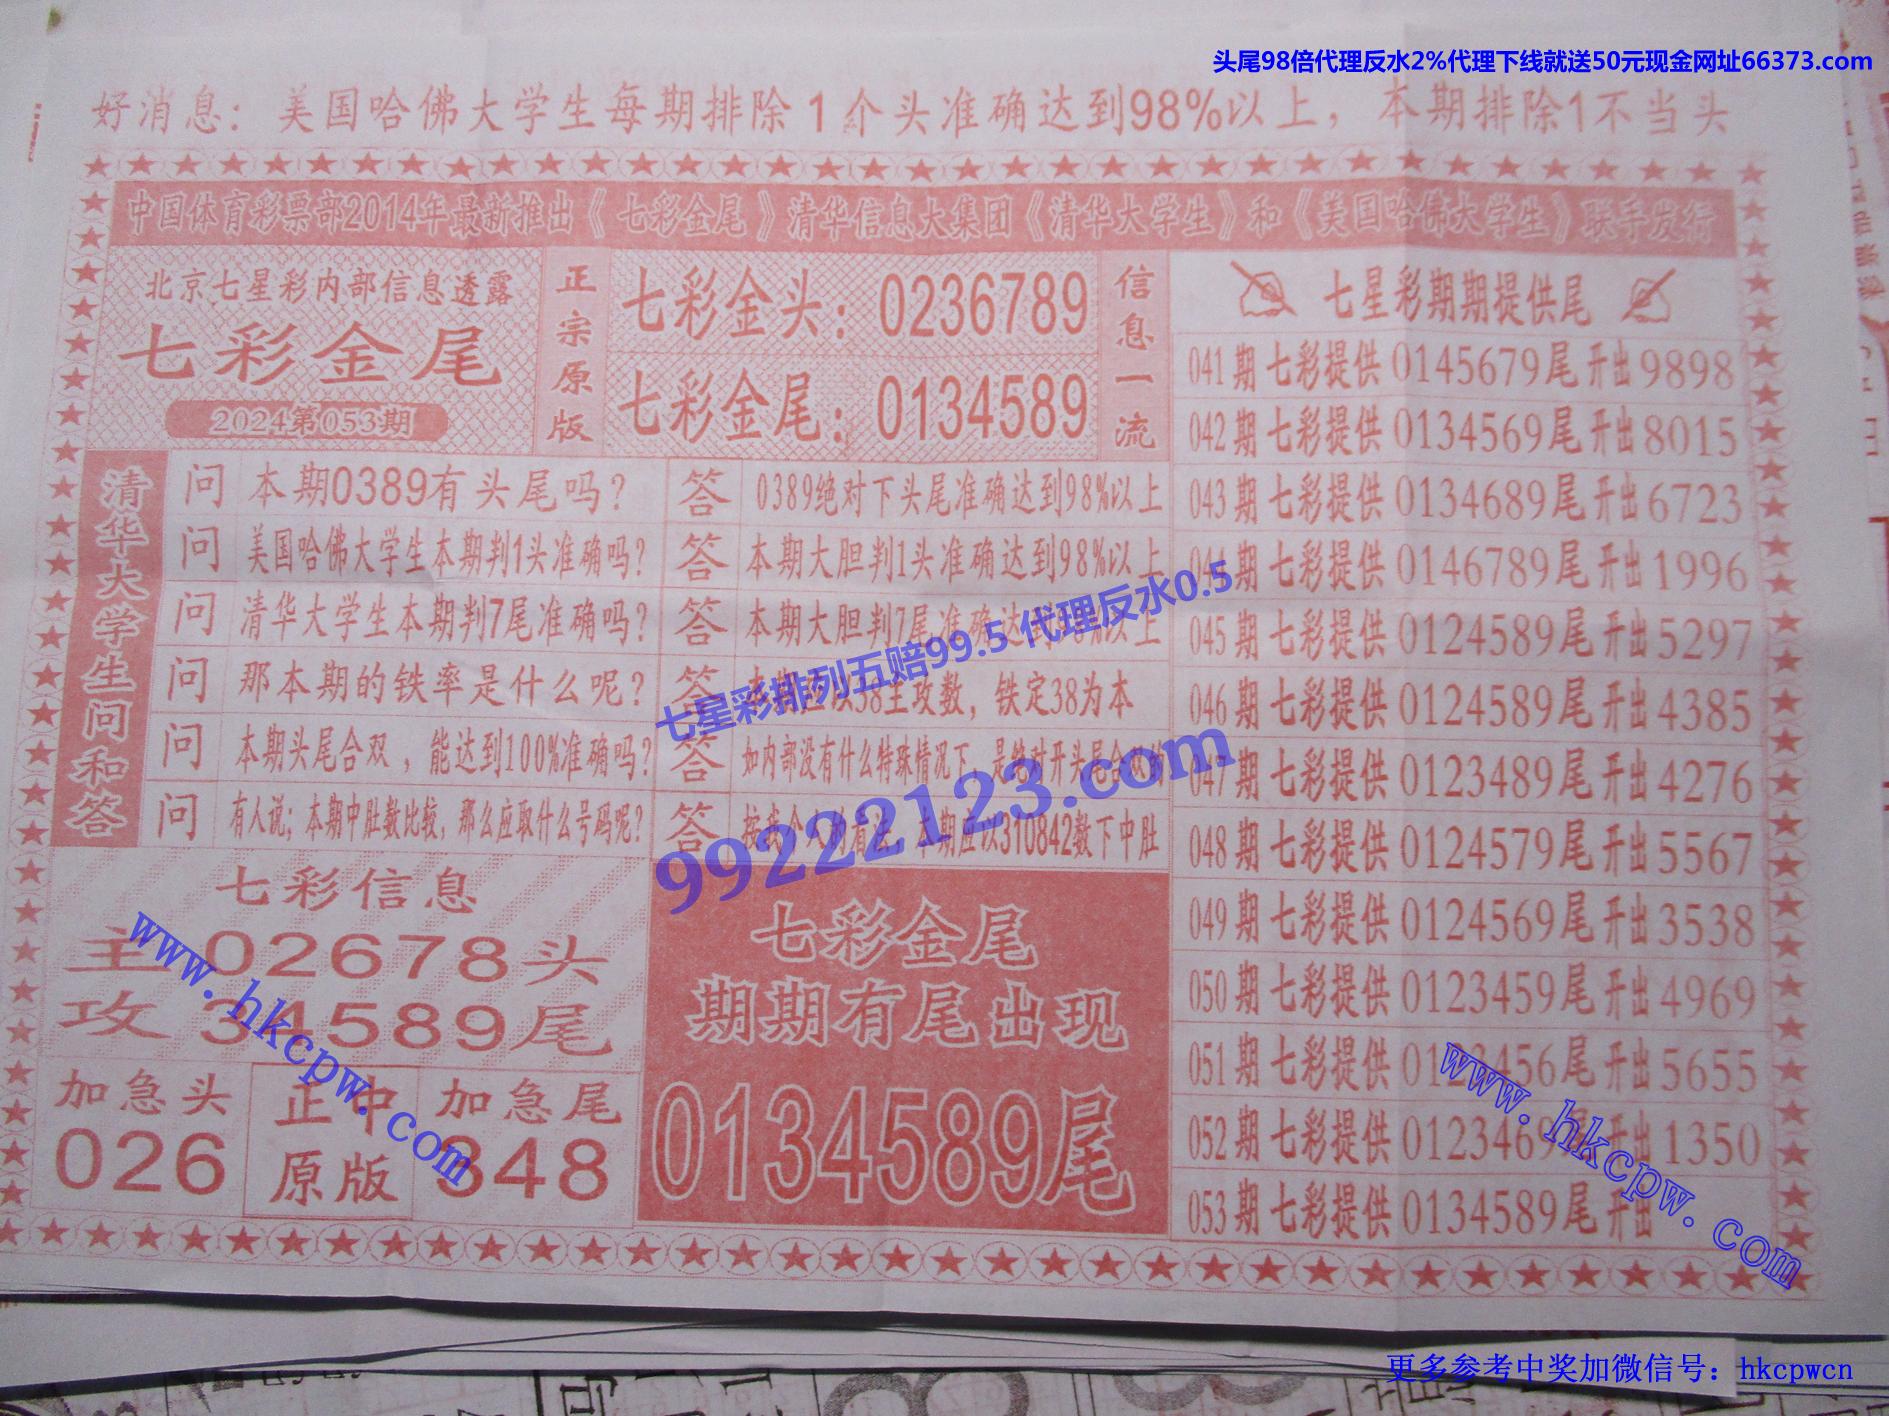 头尾98倍代理反水2%代理下线就送50元现金网址66373.com
好消息：美国哈佛大学生每期排除1个头准确达到98%以上，本期排除1不当头
中国体育彩票部2014年最新推出《七彩金尾》清华信息大集团《清华大学生》和《美国哈佛大学生》联手发行
北京七星彩内部信息透露
七彩金尾
2024第053期
正宗原版
七彩金头：0236789
七彩金尾：0134589
信息一流
清华大学生问和答
问 本期0389有头尾吗？ 答 0389绝对下头尾准确达到98%以上
问 美国哈佛大学生本期判1头准确吗？ 答 本期大胆判1头准确达到98%以上
问 清华大学生本期判7尾准确吗？ 答 本期大胆判7尾准确达到 以上
问 那本期的铁率是什么呢？ 答 本期 38主攻数，铁定38为本
问 本期头尾合双，能达到100%准确吗？ 答 如内部没有什么特殊情况下，是绝对开头尾合双的
问 有人说；本期中肚数比较，那么应取什么号码呢？ 答 按我个人的看法，本期应以310842数下中肚
七彩信息
主 02678头
攻 34589尾
加急头
026
正中
原版
加急尾
348
七彩金尾
期期有尾出现
0134589尾
七星彩期期提供尾
041期 七彩提供 0145679尾 开出9898
042期 七彩提供 0134569尾 开出8015
043期 七彩提供 0134689尾 开出6723
044期 七彩提供 0146789尾 开出1996
045期 七彩提供 0124589尾 开出5297
046期 七彩提供 0124589尾 开出4385
047期 七彩提供 0123489尾 开出4276
048期 七彩提供 0124579尾 开出5567
049期 七彩提供 0124569尾 开出3538
050期 七彩提供 0123459尾 开出4969
051期 七彩提供 0123456尾 开出5655
052期 七彩提供 0123469尾 开出1350
053期 七彩提供 0134589尾 开出
七星彩排列五赔99.5 代理反水0.5
99222123.com
www.hkcpw.com
www.hkcpw.com
更多参考中奖加微信号：hkcpwcn